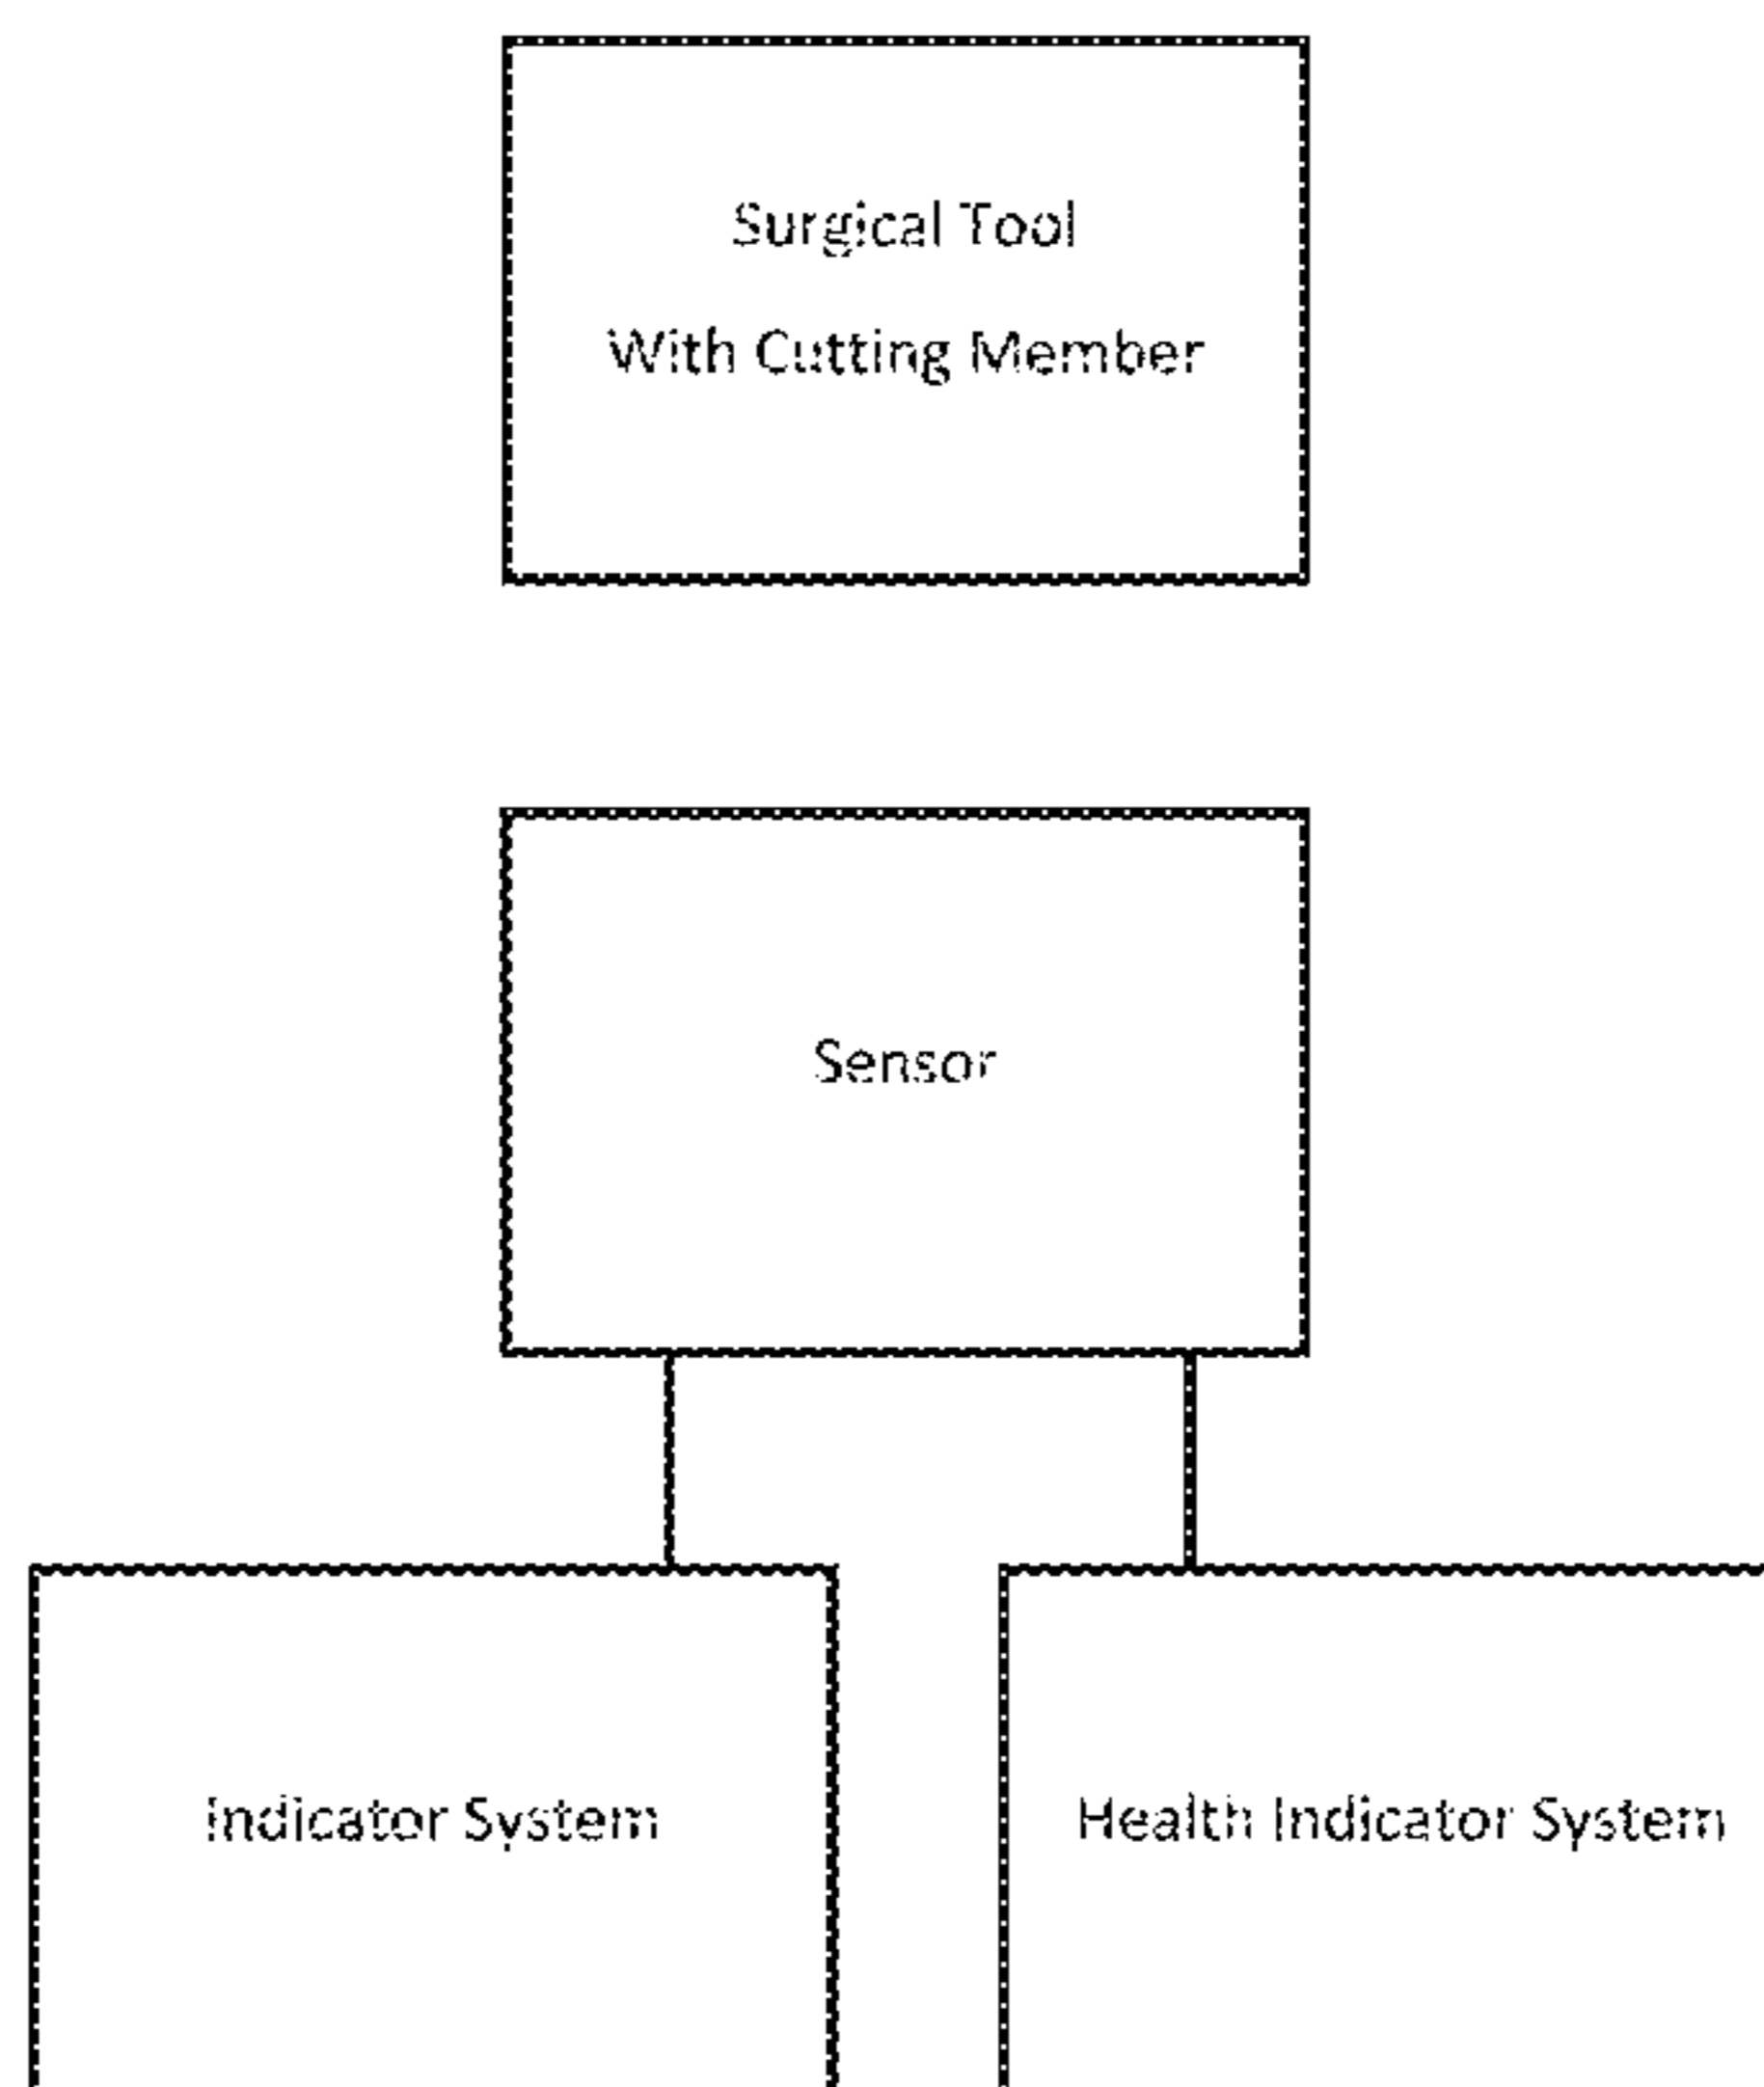 Surgical Tool
With Cutting Member
Sensor
Indicator System
Health Indicator System